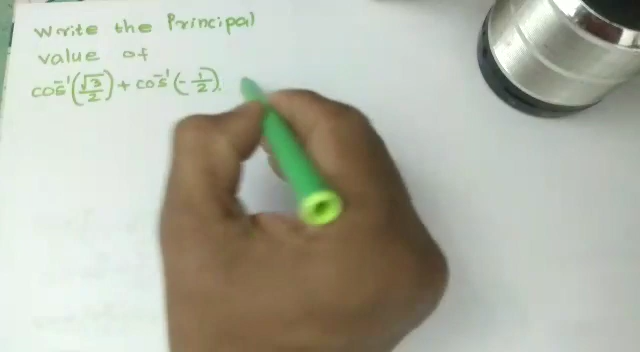 Write the Principal
value of
cos⁻¹(√3/2) + cos⁻¹(-1/2).